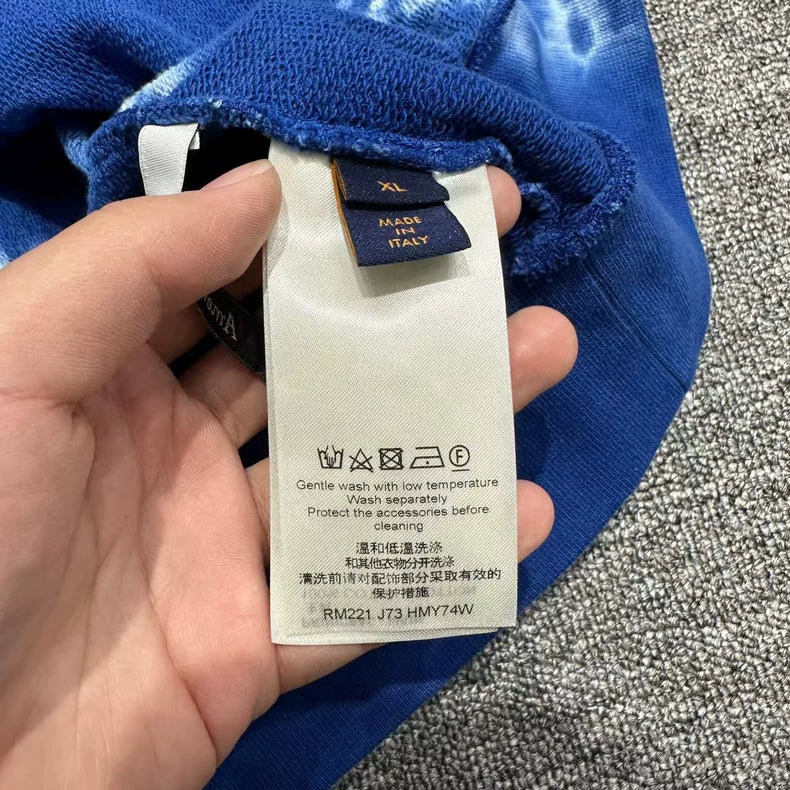 XL
MADE
IN
ITALY
Gentle wash with low temperature
Wash separately
Protect the accessories before
cleaning
温和低温洗涤
和其他衣物分开洗涤
清洗前请对配饰部分采取有效的
保护措施
RM221 J73 HMY74W